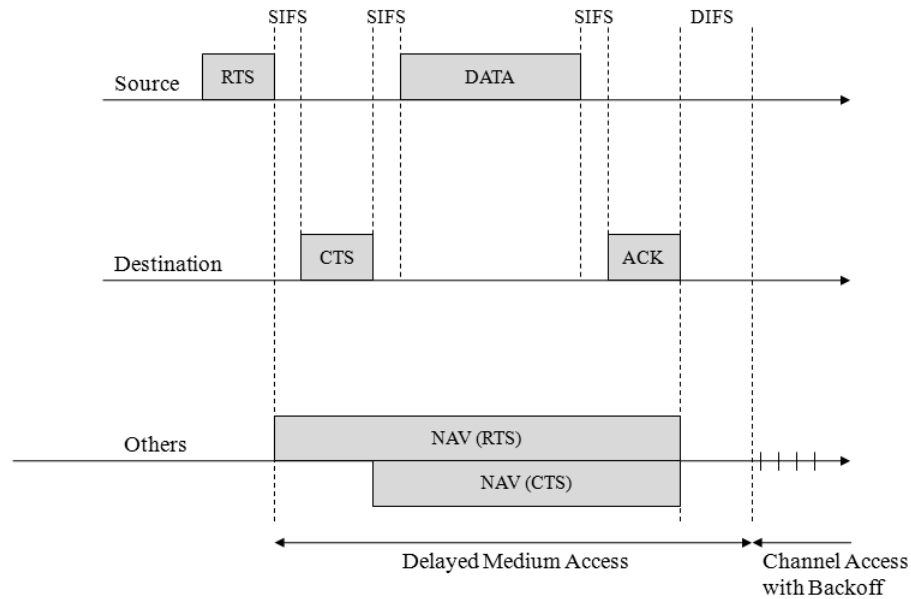 SIFS SIFS SIFS DIFS
RTS DATA
Source
CTS ACK
Destination
NAV (RTS)
Others
NAV (CTS)
Delayed Medium Access Channel Access
with Backoff